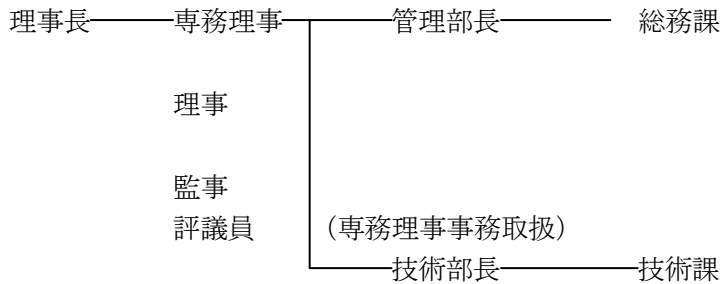 理事長 専務理事 管理部長 総務課
理事
監事
評議員 （専務理事事務取扱）
技術部長 技術課